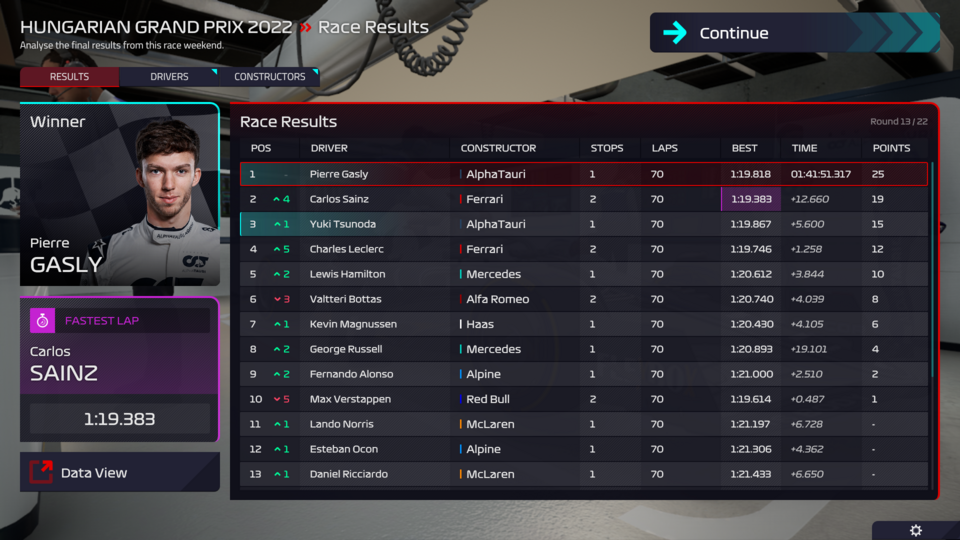 HUNGARIAN GRAND PRIX 2022 » Race Results
Analyse the final results from this race weekend.
Continue
RESULTS DRIVERS CONSTRUCTORS
Winner
Pierre
GASLY
FASTEST LAP
Carlos
SAINZ
1:19.383
Data View
Race Results
Round 13 / 22
POS DRIVER CONSTRUCTOR STOPS LAPS BEST TIME POINTS
1 - Pierre Gasly AlphaTauri 1 70 1:19.818 01:41:51.317 25
2 4 Carlos Sainz Ferrari 2 70 1:19.383 +12.660 19
3 1 Yuki Tsunoda AlphaTauri 1 70 1:19.867 +5.600 15
4 5 Charles Leclerc Ferrari 2 70 1:19.746 +1.258 12
5 2 Lewis Hamilton Mercedes 1 70 1:20.612 +3.844 10
6 3 Valtteri Bottas Alfa Romeo 2 70 1:20.740 +4.039 8
7 1 Kevin Magnussen Haas 1 70 1:20.430 +4.105 6
8 2 George Russell Mercedes 1 70 1:20.893 +19.101 4
9 2 Fernando Alonso Alpine 1 70 1:21.000 +2.510 2
10 5 Max Verstappen Red Bull 2 70 1:19.614 +0.487 1
11 1 Lando Norris McLaren 1 70 1:21.197 +6.728 -
12 1 Esteban Ocon Alpine 1 70 1:21.306 +4.362 -
13 1 Daniel Ricciardo McLaren 1 70 1:21.433 +6.650 -